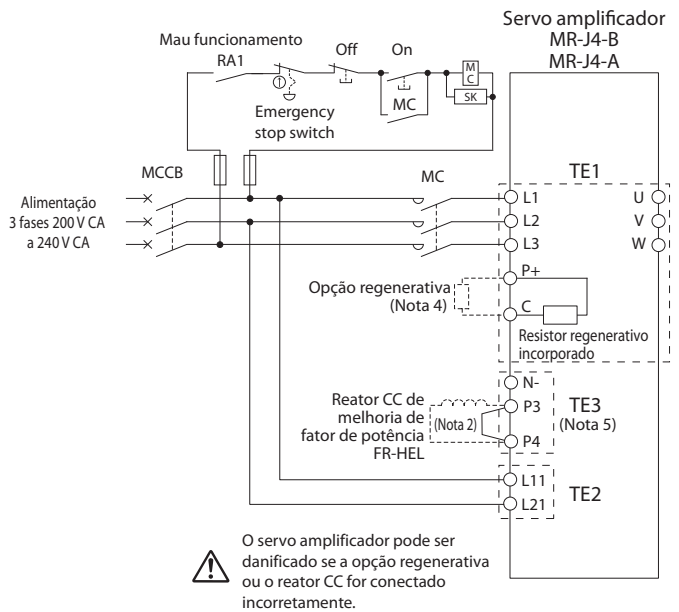 Servo amplificador
MR-J4-B
MR-J4-A
Mau funcionamento
RA1
Off
On
M
C
SK
MC
Emergency
stop switch
MCCB
MC
TE1
Alimentação
3 fases 200 V CA
a 240 V CA
L1
U
L2
V
L3
W
P+
Opção regenerativa
(Nota 4)
C
Resistor regenerativo
incorporado
N-
Reator CC de
melhoria de
fator de potência
FR-HEL
(Nota 2)
P3
P4
TE3
(Nota 5)
L11
L21
TE2
O servo amplificador pode ser
danificado se a opção regenerativa
ou o reator CC for conectado
incorretamente.